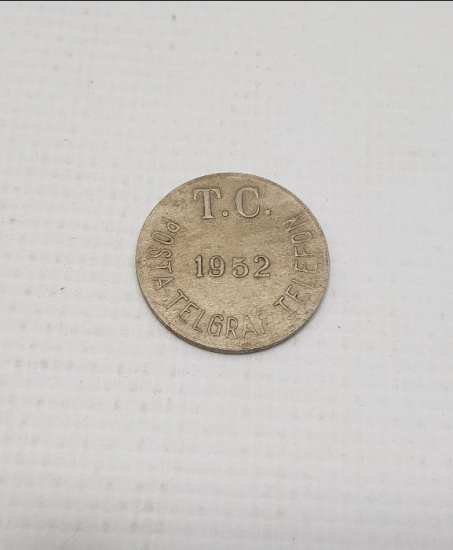 T.C.
1952
POSTA TELGRAF TELEFON